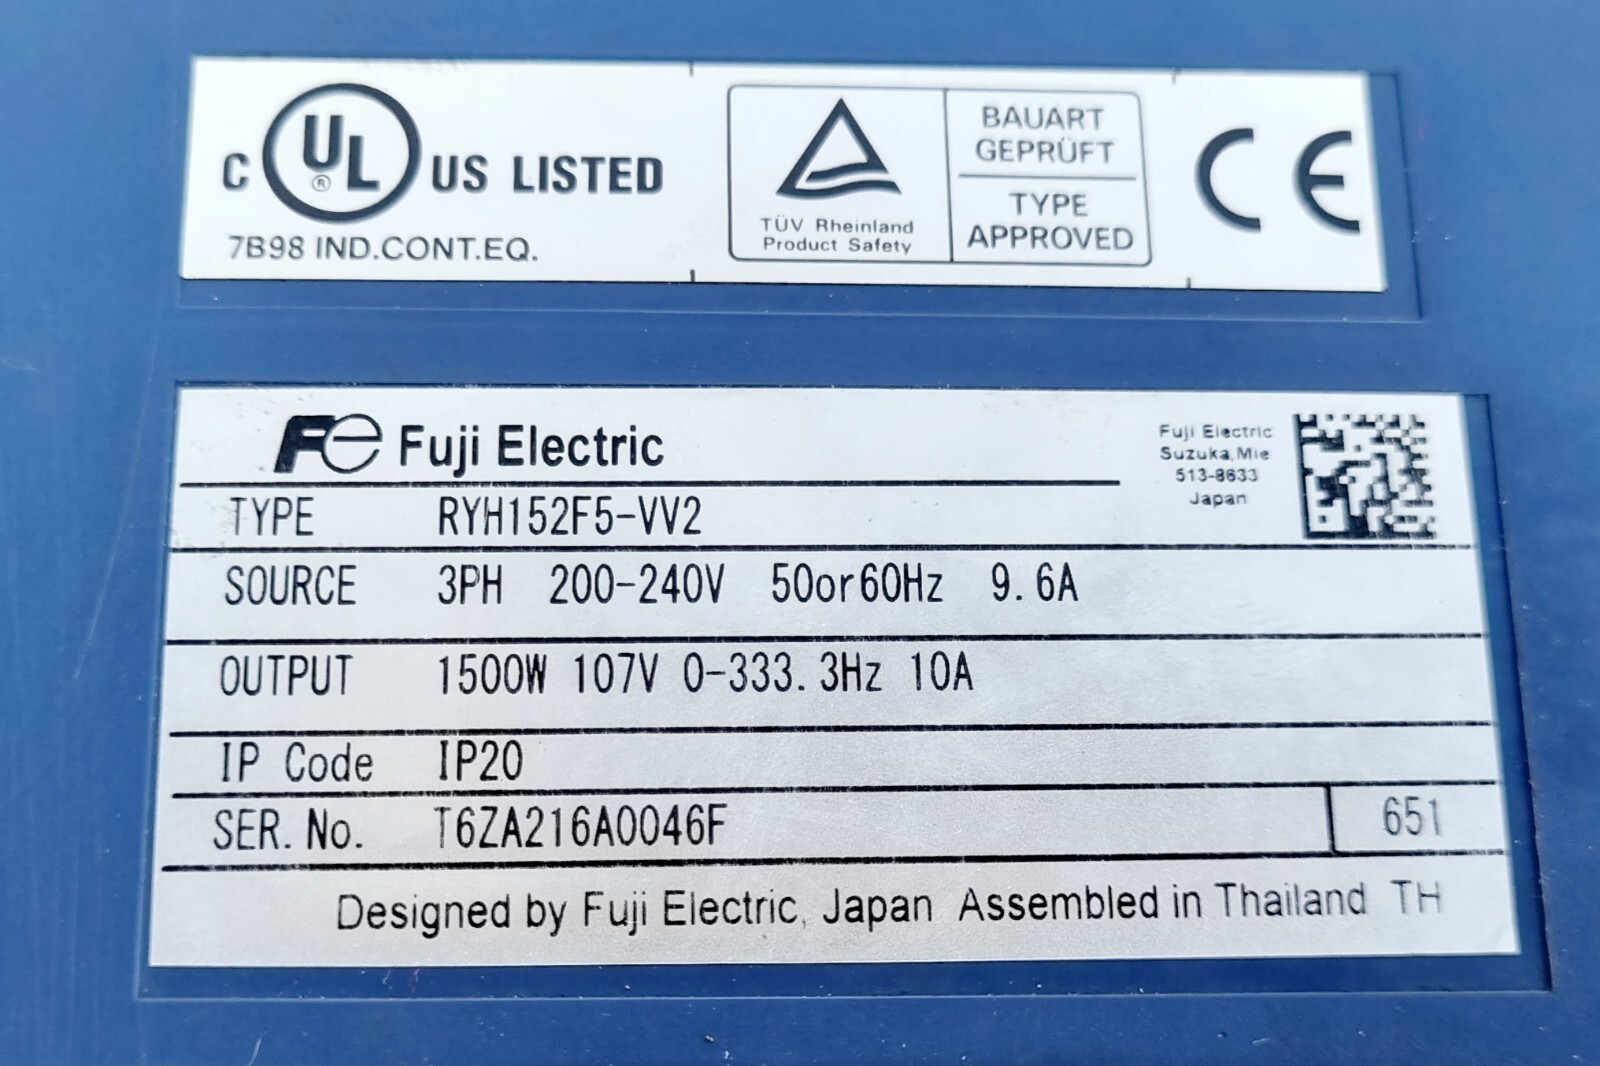 C UL ® US LISTED
7B98 IND.CONT.EQ.
TÜV Rheinland
Product Safety
BAUART
GEPRÜFT
TYPE
APPROVED
CE
Fe Fuji Electric
Fuji Electric
Suzuka,Mie
513-8633
Japan
TYPE RYH152F5-VV2
SOURCE 3PH 200-240V 50or60Hz 9.6A
OUTPUT 1500W 107V 0-333.3Hz 10A
IP Code IP20
SER.No. T6ZA216A0046F 651
Designed by Fuji Electric, Japan Assembled in Thailand TH